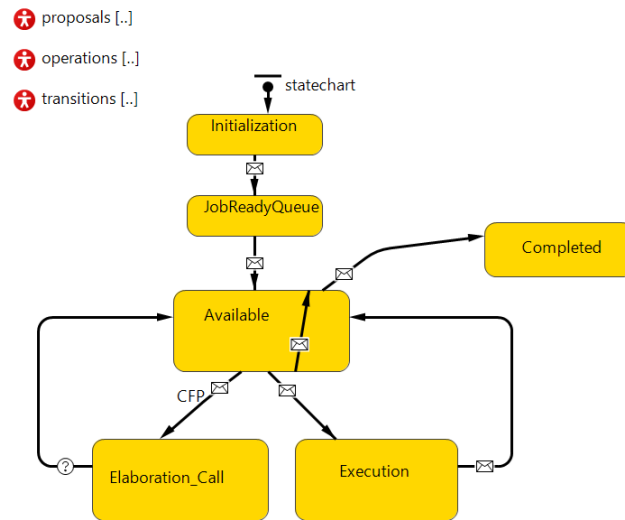 proposals [..]
operations [..]
transitions [..]
statechart
Initialization
JobReadyQueue
Completed
Available
CFP
Elaboration_Call
Execution
?